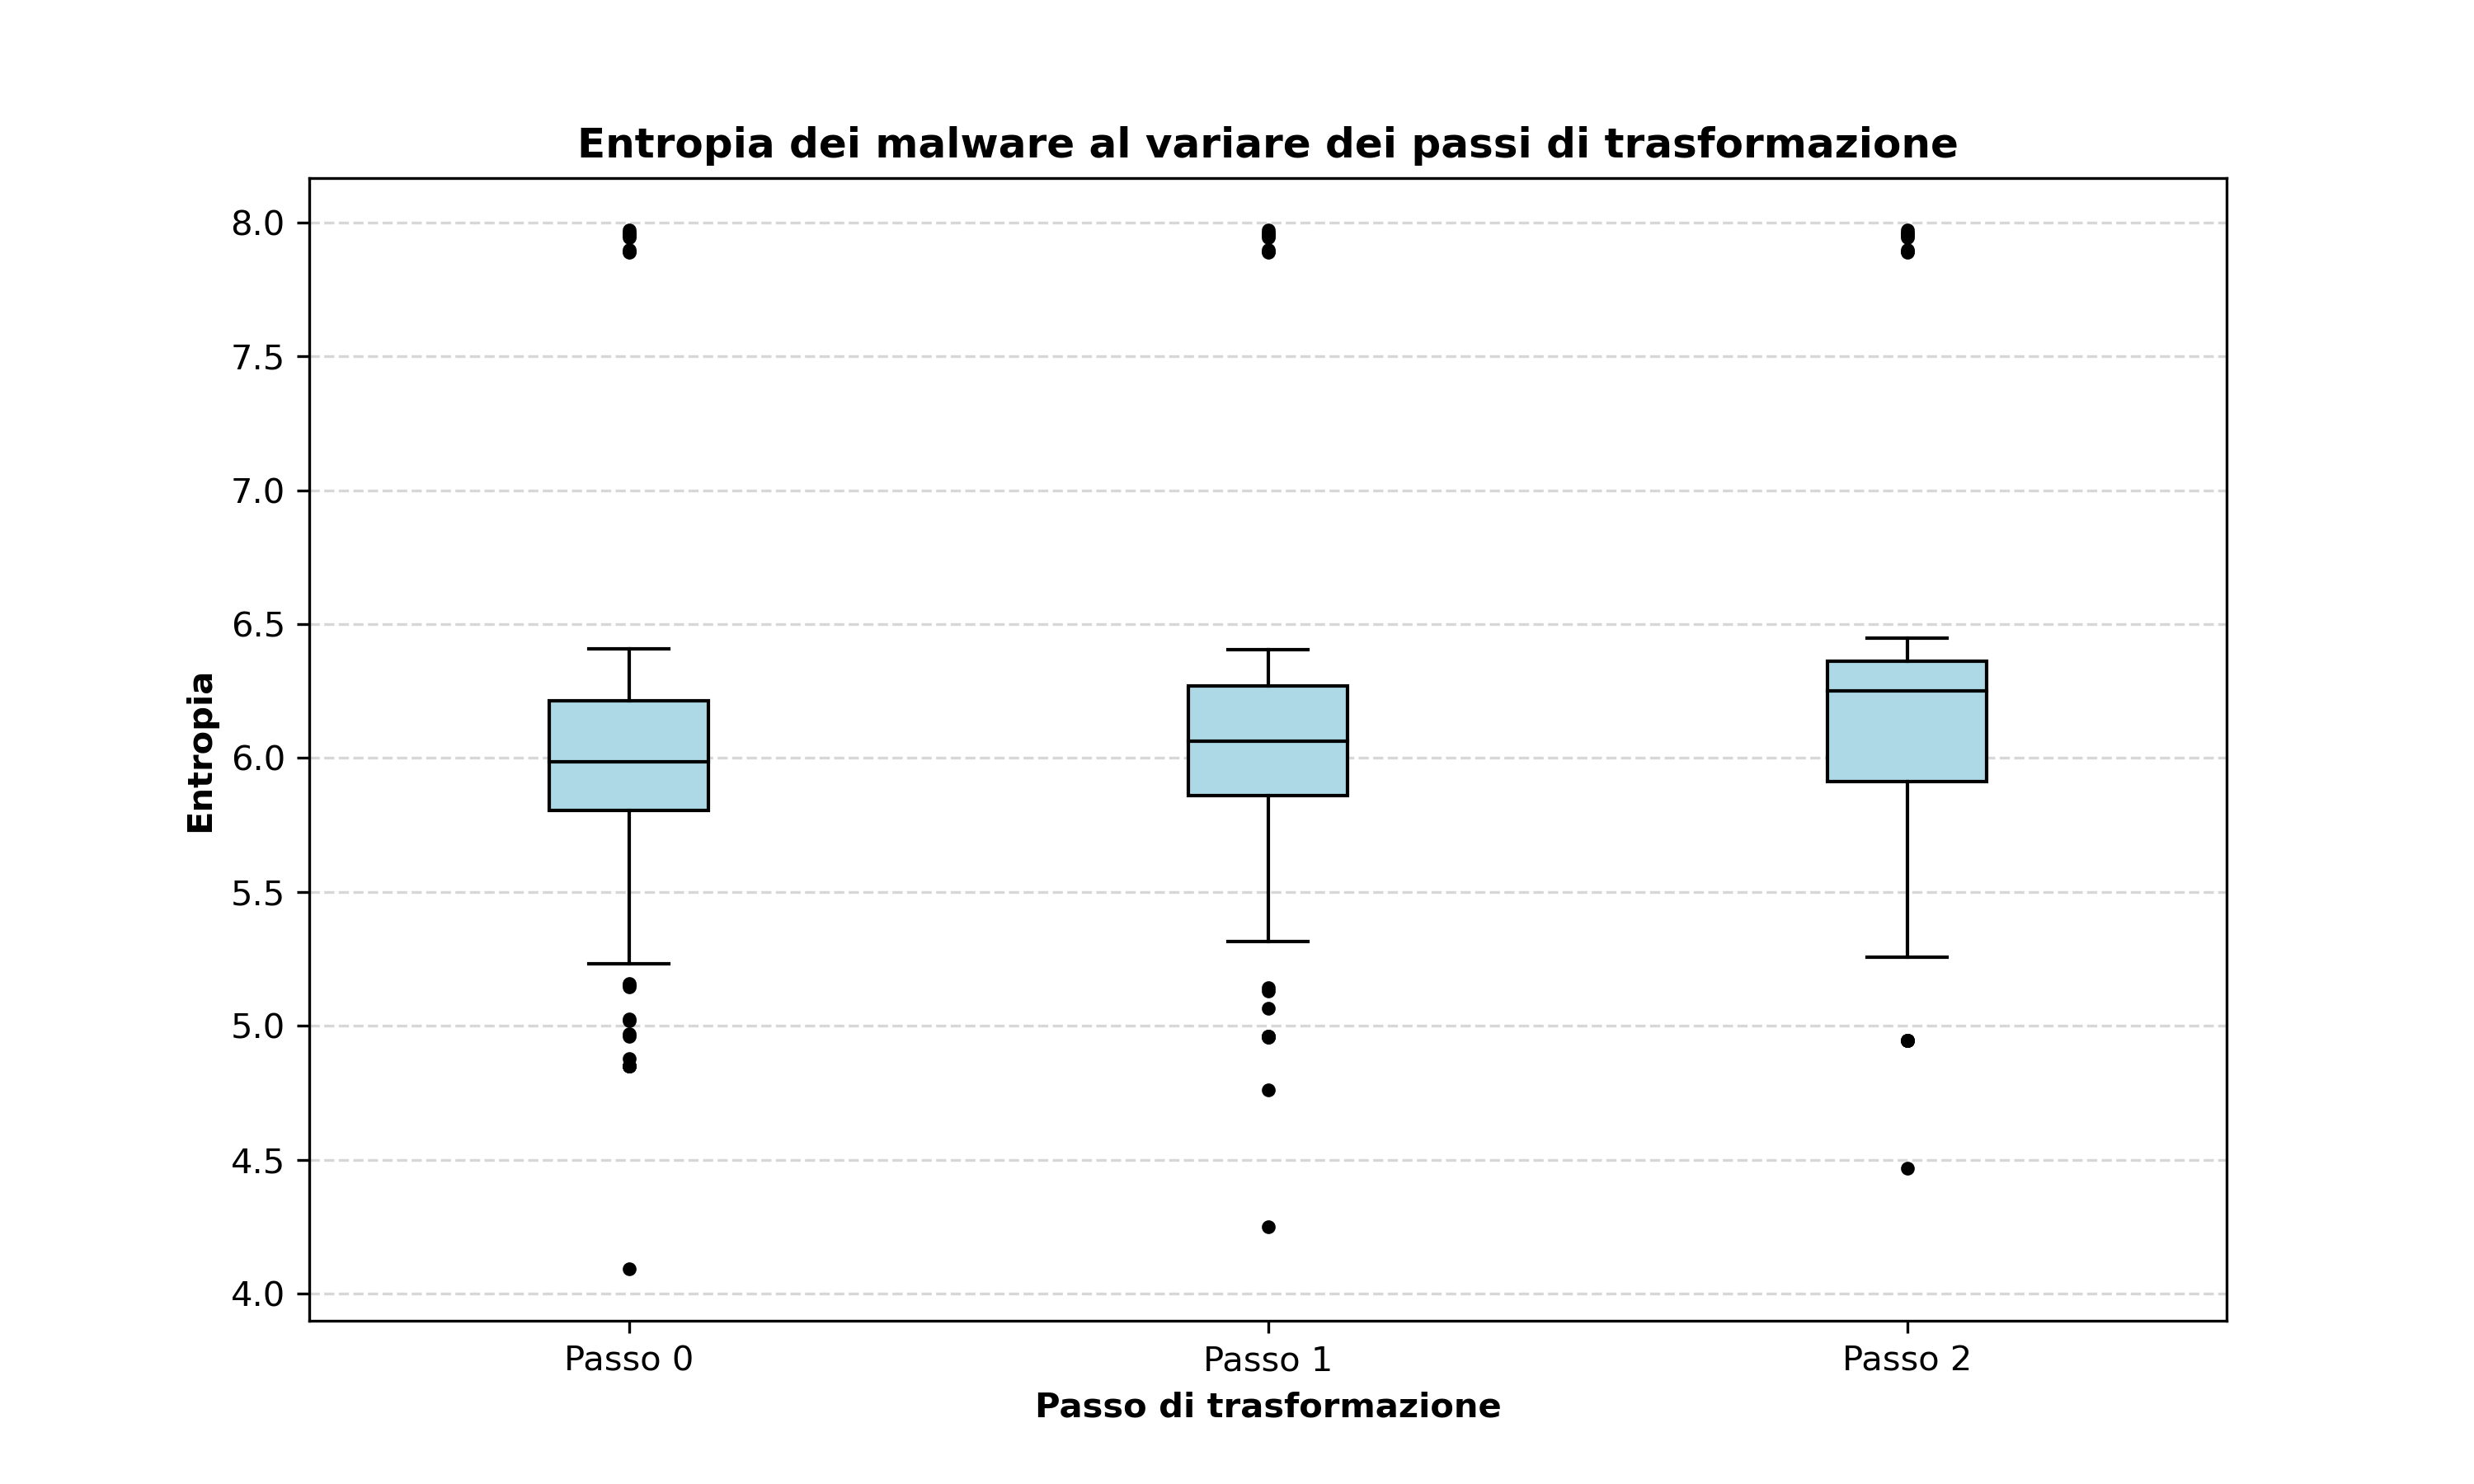 Entropia dei malware al variare dei passi di trasformazione
8.0
7.5
7.0
6.5
6.0
5.5
5.0
4.5
4.0
Entropia
Passo 0
Passo 1
Passo 2
Passo di trasformazione